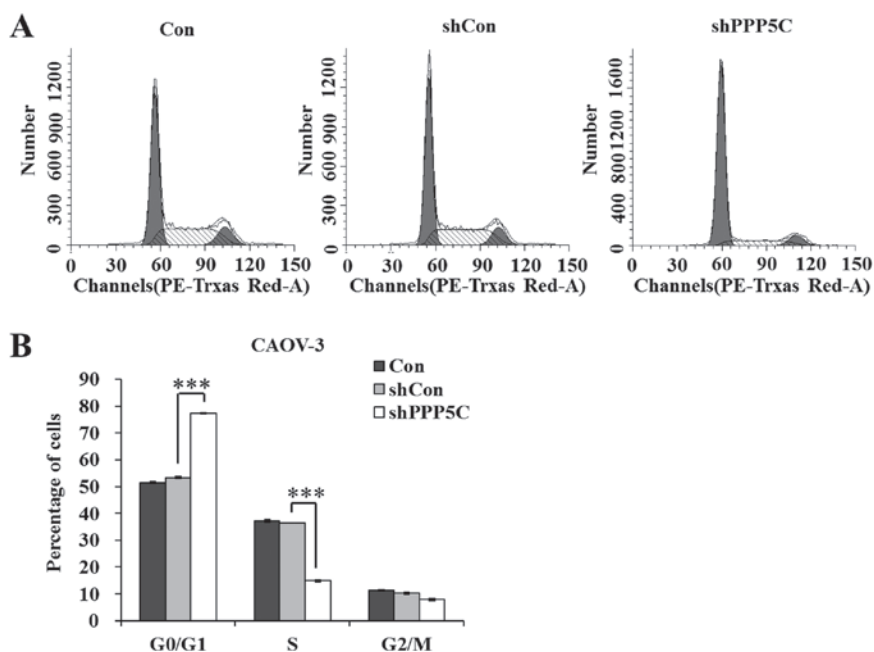 A
Con
shCon
shPPP5C
Number
1200
900
600
300
0
0 30 60 90 120 150
Channels(PE-Trxas Red-A)
Number
1200
900
600
300
0
0 30 60 90 120 150
Channels(PE-Trxas Red-A)
Number
1600
1200
800
400
0
0 30 60 90 120 150
Channels(PE-Trxas Red-A)
B
CAOV-3
Con
shCon
shPPP5C
Percentage of cells
90
80
70
60
50
40
30
20
10
0
***
***
G0/G1 S G2/M